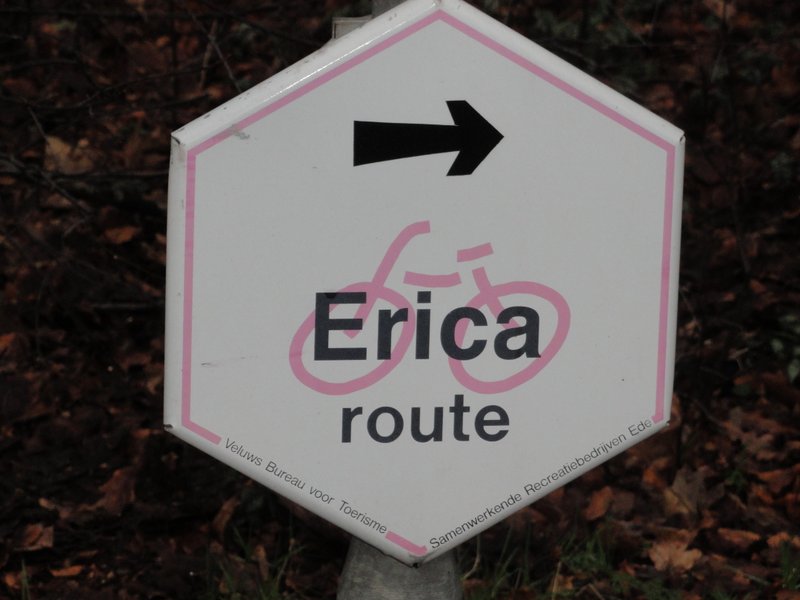 Erica
route
Veluws Bureau voor Toerisme
Samenwerkende Recreatiebedrijven Ede